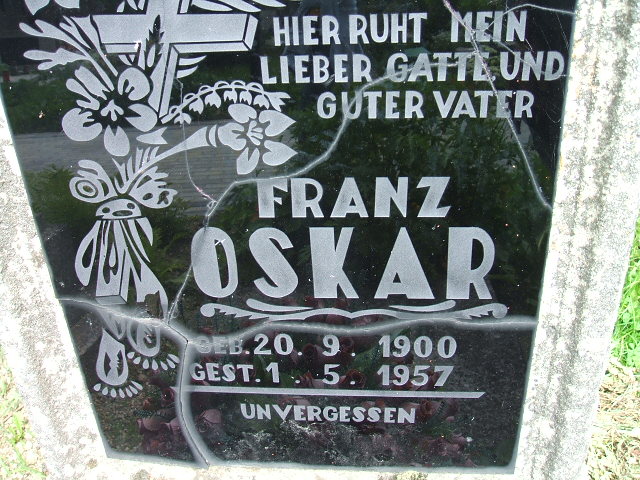 HIER RUHT MEIN
LIEBER GATTE UND
GUTER VATER
FRANZ
OSKAR
GEB. 20. 9. 1900
GEST. 1. 5. 1957
UNVERGESSEN